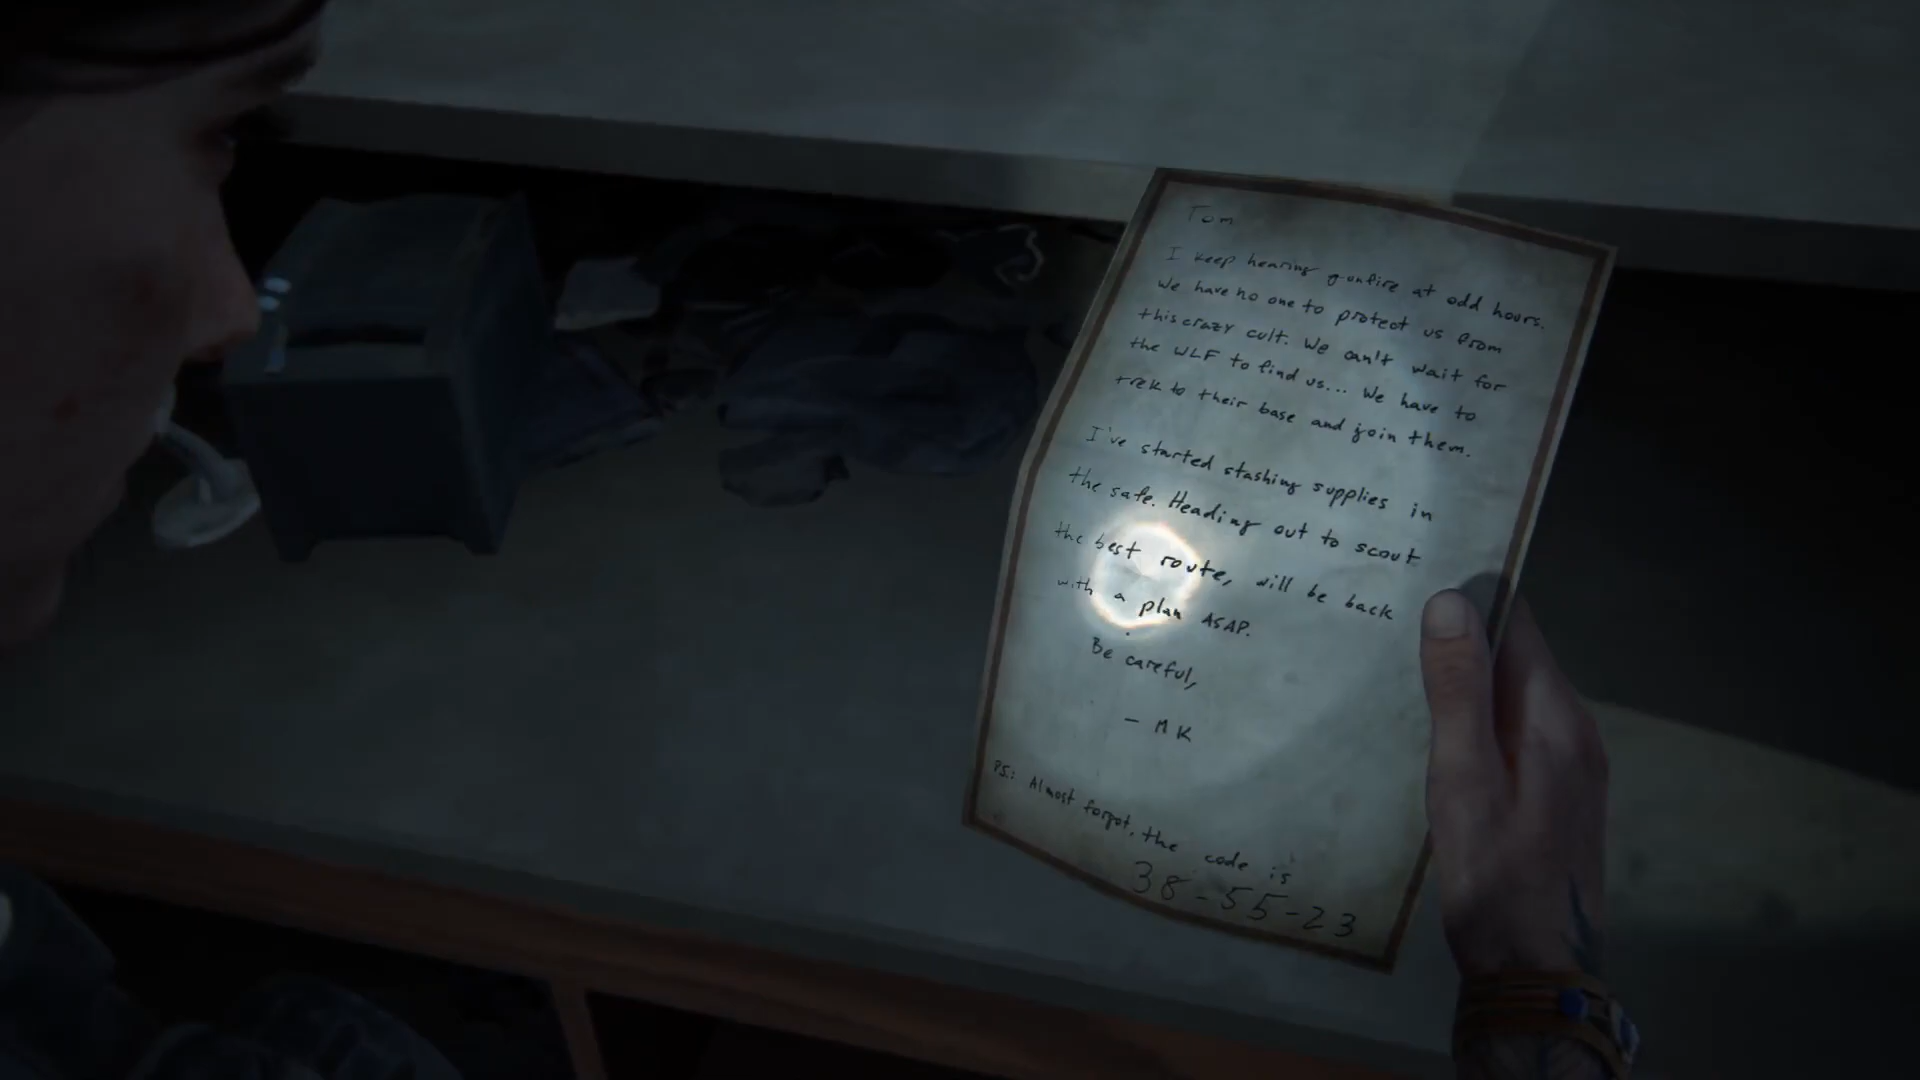 Tom
I keep hearing gunfire at odd hours.
We have no one to protect us from
this crazy cult. We can't wait for
the WLF to find us... We have to
trek to their base and join them.
I've started stashing supplies in
the safe. Heading out to scout
the best route, will be back
with a plan ASAP.
Be careful,
- MK
PS.: Almost forgot, the code is
38-55-23